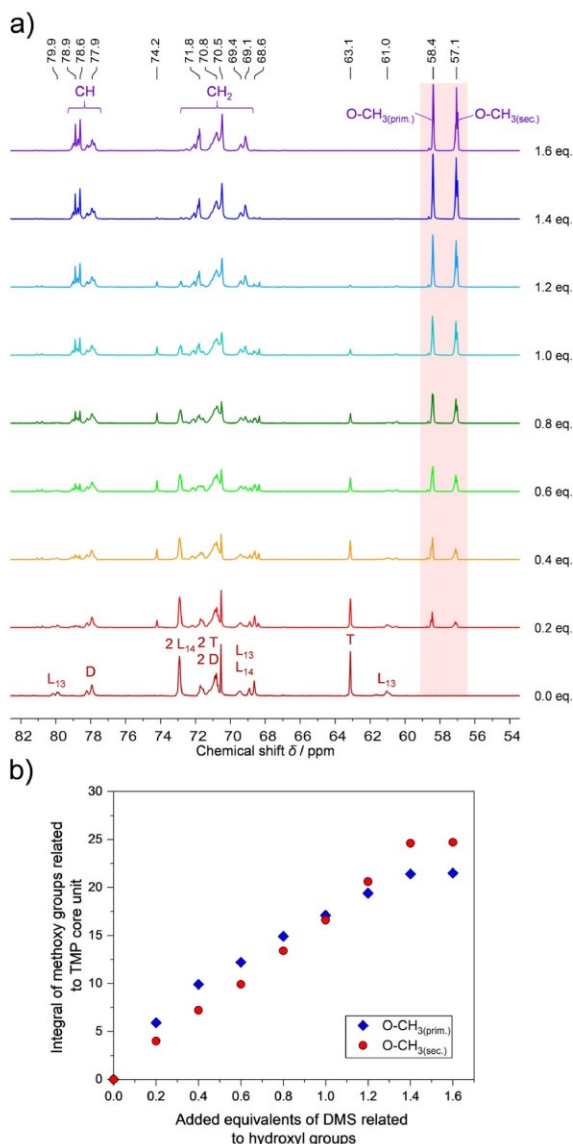 a)
79.9 78.9 78.6 77.9 74.2 71.8 70.8 70.5 69.4 69.1 68.6 63.1 61.0 58.4 57.1
CH CH2
O-CH3(prim.) O-CH3(sec.)
1.6 eq.
1.4 eq.
1.2 eq.
1.0 eq.
0.8 eq.
0.6 eq.
0.4 eq.
0.2 eq.
L13 D 2 L14 2 T L13 T L13
2 D L14
0.0 eq.
82 80 78 76 74 72 70 68 66 64 62 60 58 56 54
Chemical shift δ / ppm
b)
Integral of methoxy groups related
to TMP core unit
30
25
20
15
10
5
0
O-CH3(prim.)
O-CH3(sec.)
0.0 0.2 0.4 0.6 0.8 1.0 1.2 1.4 1.6
Added equivalents of DMS related
to hydroxyl groups